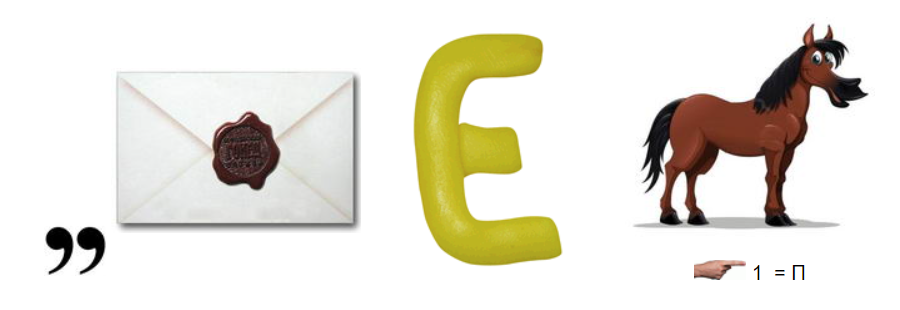 ,,
E
1 = П